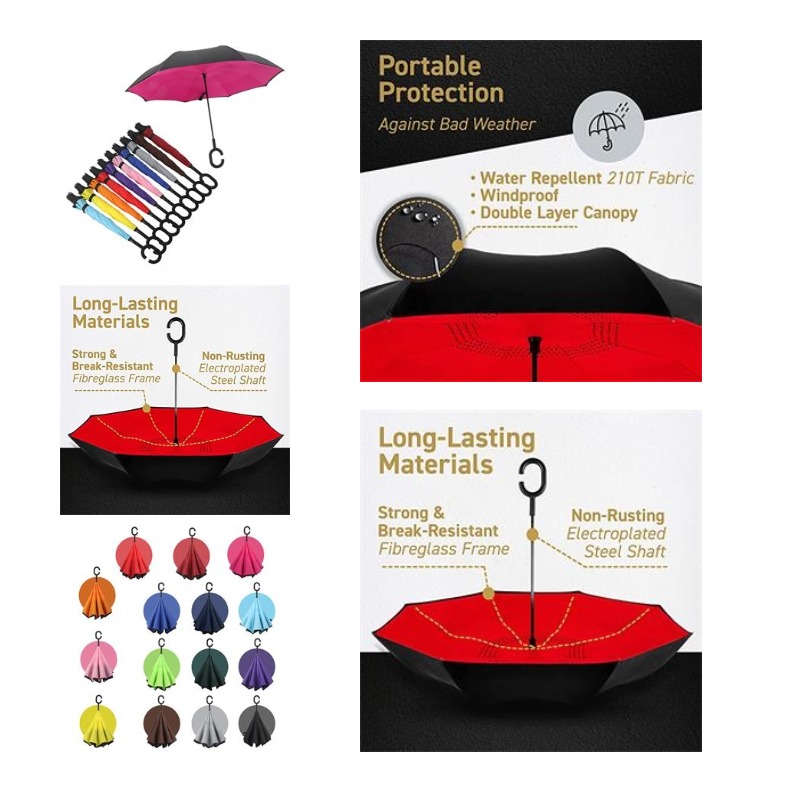 Portable
Protection
Against Bad Weather
• Water Repellent 210T Fabric
• Windproof
• Double Layer Canopy
Long-Lasting
Materials
Strong &
Break-Resistant
Fibreglass Frame
Non-Rusting
Electroplated
Steel Shaft
Long-Lasting
Materials
Strong &
Break-Resistant
Fibreglass Frame
Non-Rusting
Electroplated
Steel Shaft